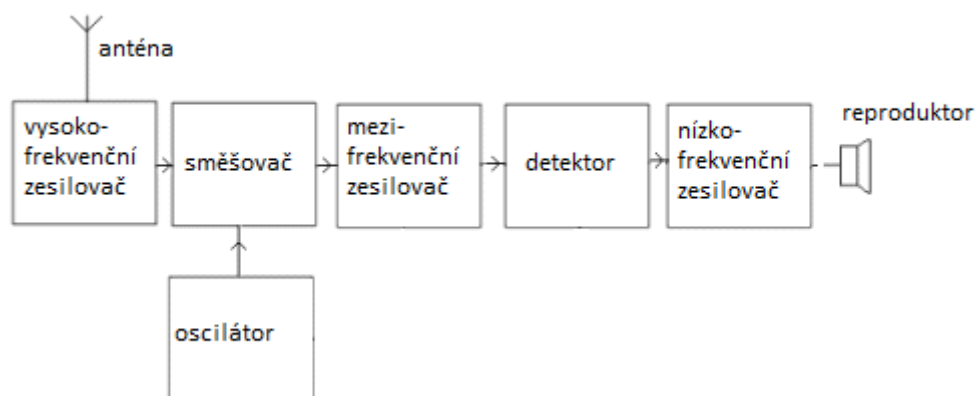 anténa
vysoko-
frekvenční
zesilovač
směšovač
mezi-
frekvenční
zesilovač
detektor
nízko-
frekvenční
zesilovač
reproduktor
oscilátor